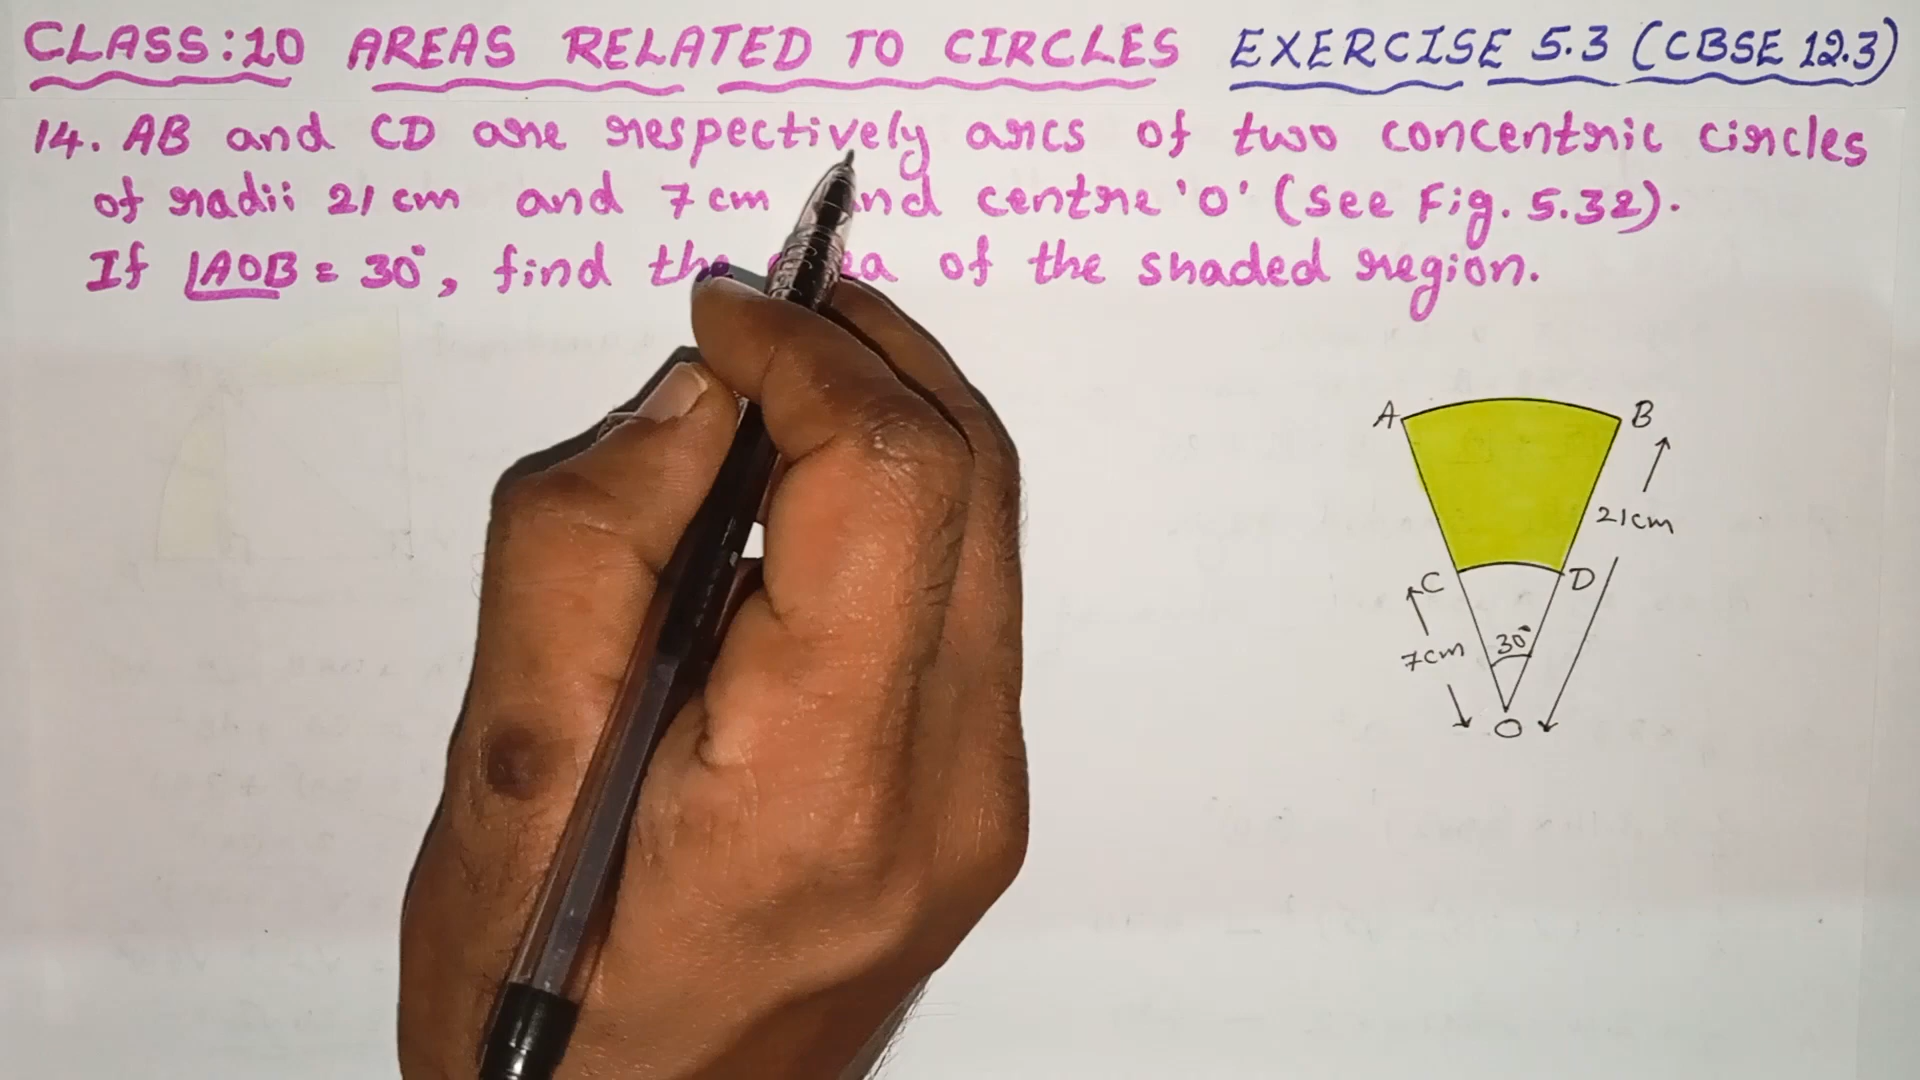 CLASS:10 AREAS RELATED TO CIRCLES EXERCISE 5.3 (CBSE 12.3)
14. AB and CD are respectively arcs of two concentric circles
of radii 21 cm and 7 cm and centre 'O' (see Fig. 5.32).
If ∠AOB = 30°, find the area of the shaded region.
A B
21cm
C D
30°
7cm
O